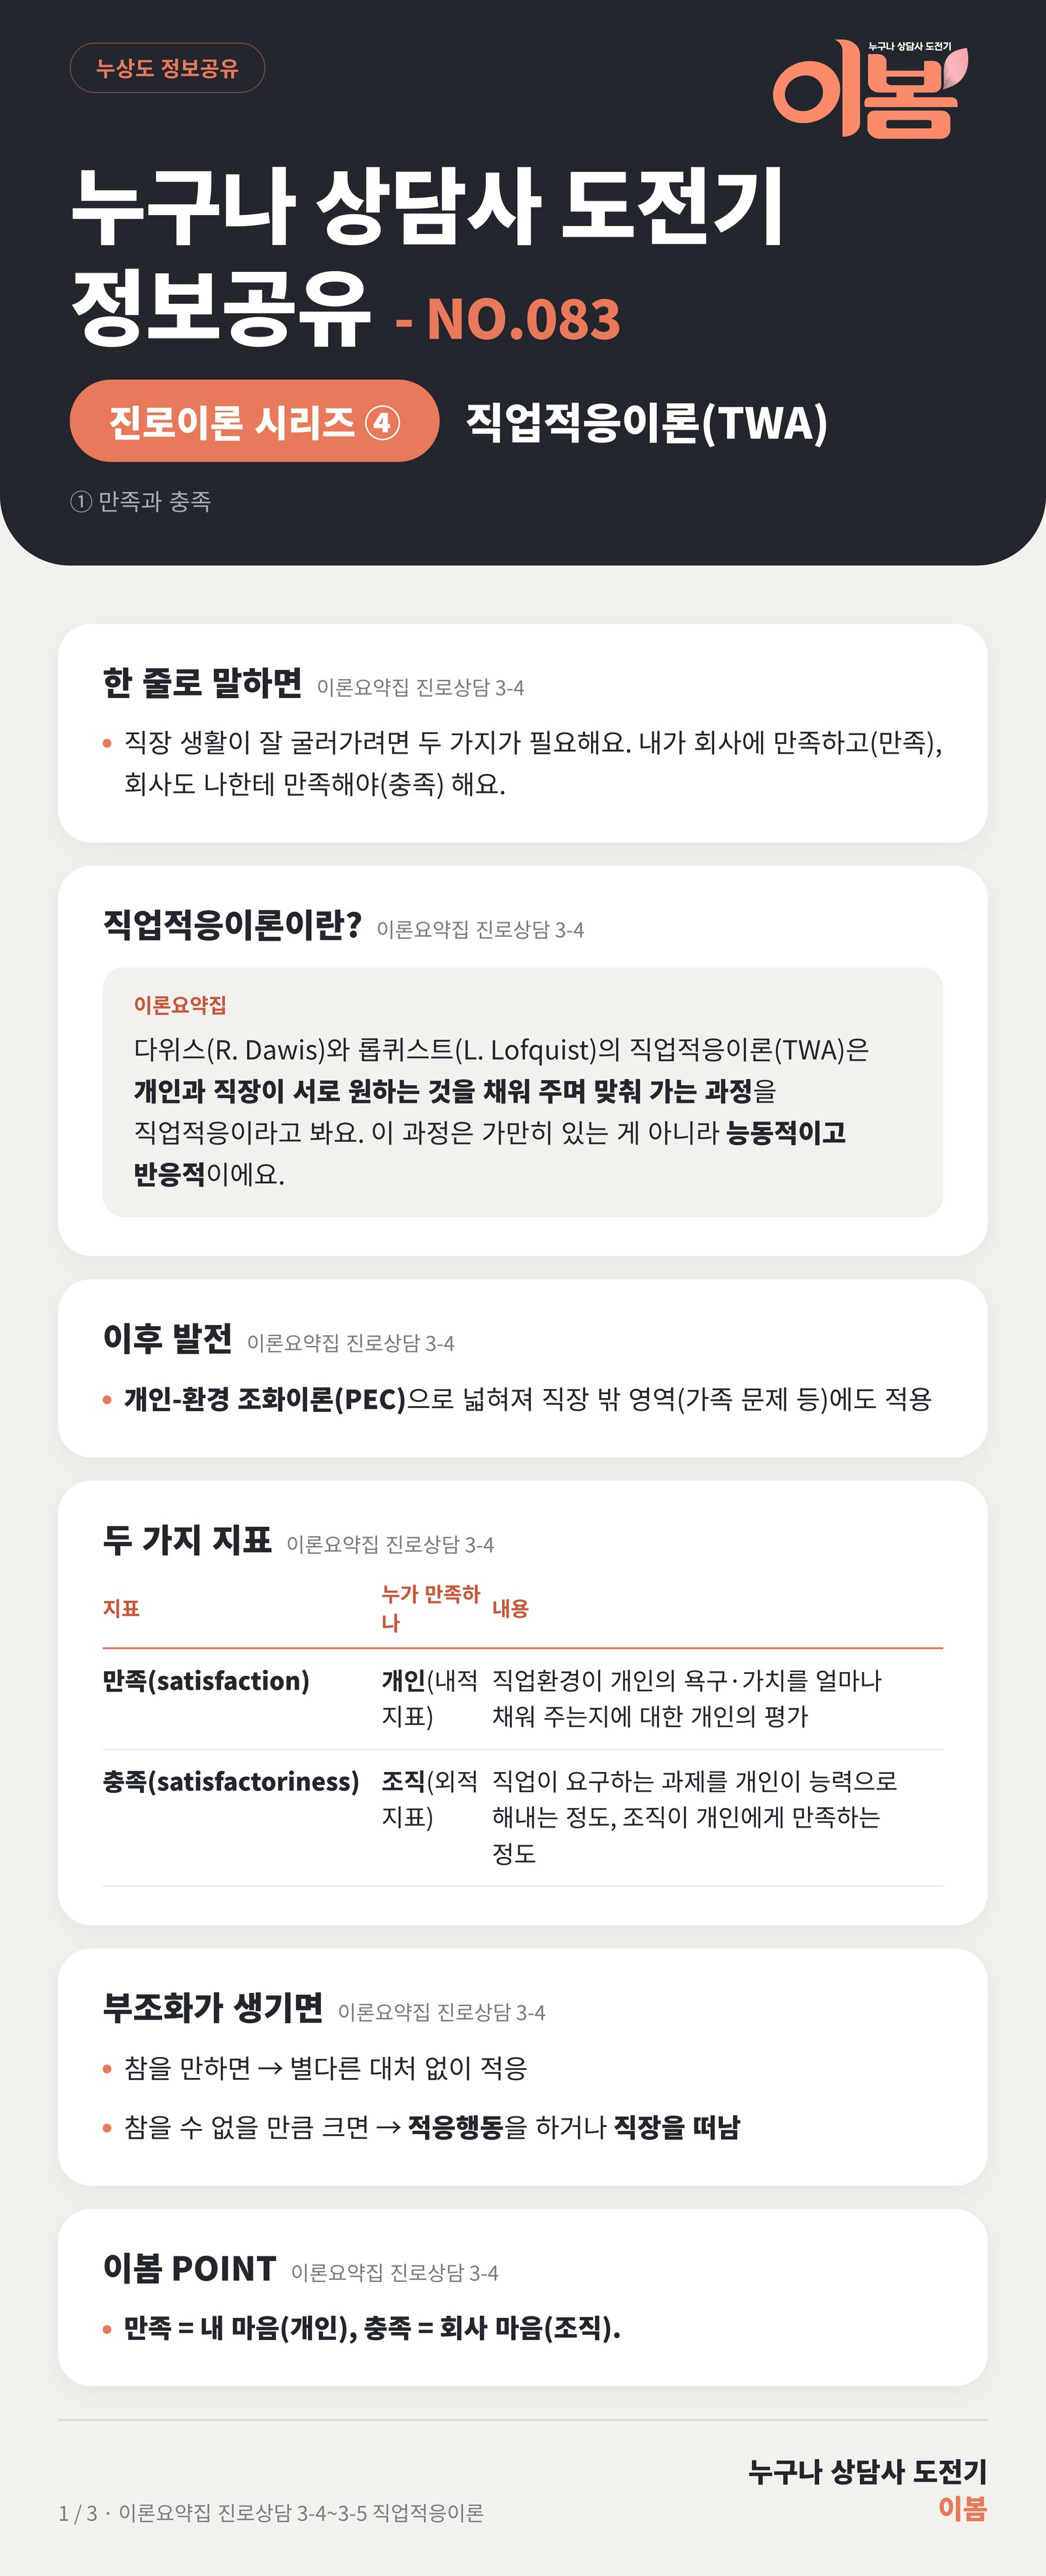 누상도 정보공유
누구나 상담사 도전기
이봄
누구나 상담사 도전기
정보공유 - NO.083
진로이론 시리즈 ④ 직업적응이론(TWA)
① 만족과 충족
한 줄로 말하면 이론요약집 진로상담 3-4
• 직장 생활이 잘 굴러가려면 두 가지가 필요해요. 내가 회사에 만족하고(만족),
회사도 나한테 만족해야(충족) 해요.
직업적응이론이란? 이론요약집 진로상담 3-4
이론요약집
다위스(R. Dawis)와 롭퀴스트(L. Lofquist)의 직업적응이론(TWA)은
개인과 직장이 서로 원하는 것을 채워 주며 맞춰 가는 과정을
직업적응이라고 봐요. 이 과정은 가만히 있는 게 아니라 능동적이고
반응적이에요.
이후 발전 이론요약집 진로상담 3-4
• 개인-환경 조화이론(PEC)으로 넓혀져 직장 밖 영역(가족 문제 등)에도 적용
두 가지 지표 이론요약집 진로상담 3-4
지표 누가 만족하나 내용
만족(satisfaction) 개인(내적 지표) 직업환경이 개인의 욕구·가치를 얼마나
채워 주는지에 대한 개인의 평가
충족(satisfactoriness) 조직(외적 지표) 직업이 요구하는 과제를 개인이 능력으로
해내는 정도, 조직이 개인에게 만족하는
정도
부조화가 생기면 이론요약집 진로상담 3-4
• 참을 만하면 → 별다른 대처 없이 적응
• 참을 수 없을 만큼 크면 → 적응행동을 하거나 직장을 떠남
이봄 POINT 이론요약집 진로상담 3-4
• 만족 = 내 마음(개인), 충족 = 회사 마음(조직).
누구나 상담사 도전기
1 / 3 · 이론요약집 진로상담 3-4~3-5 직업적응이론
이봄